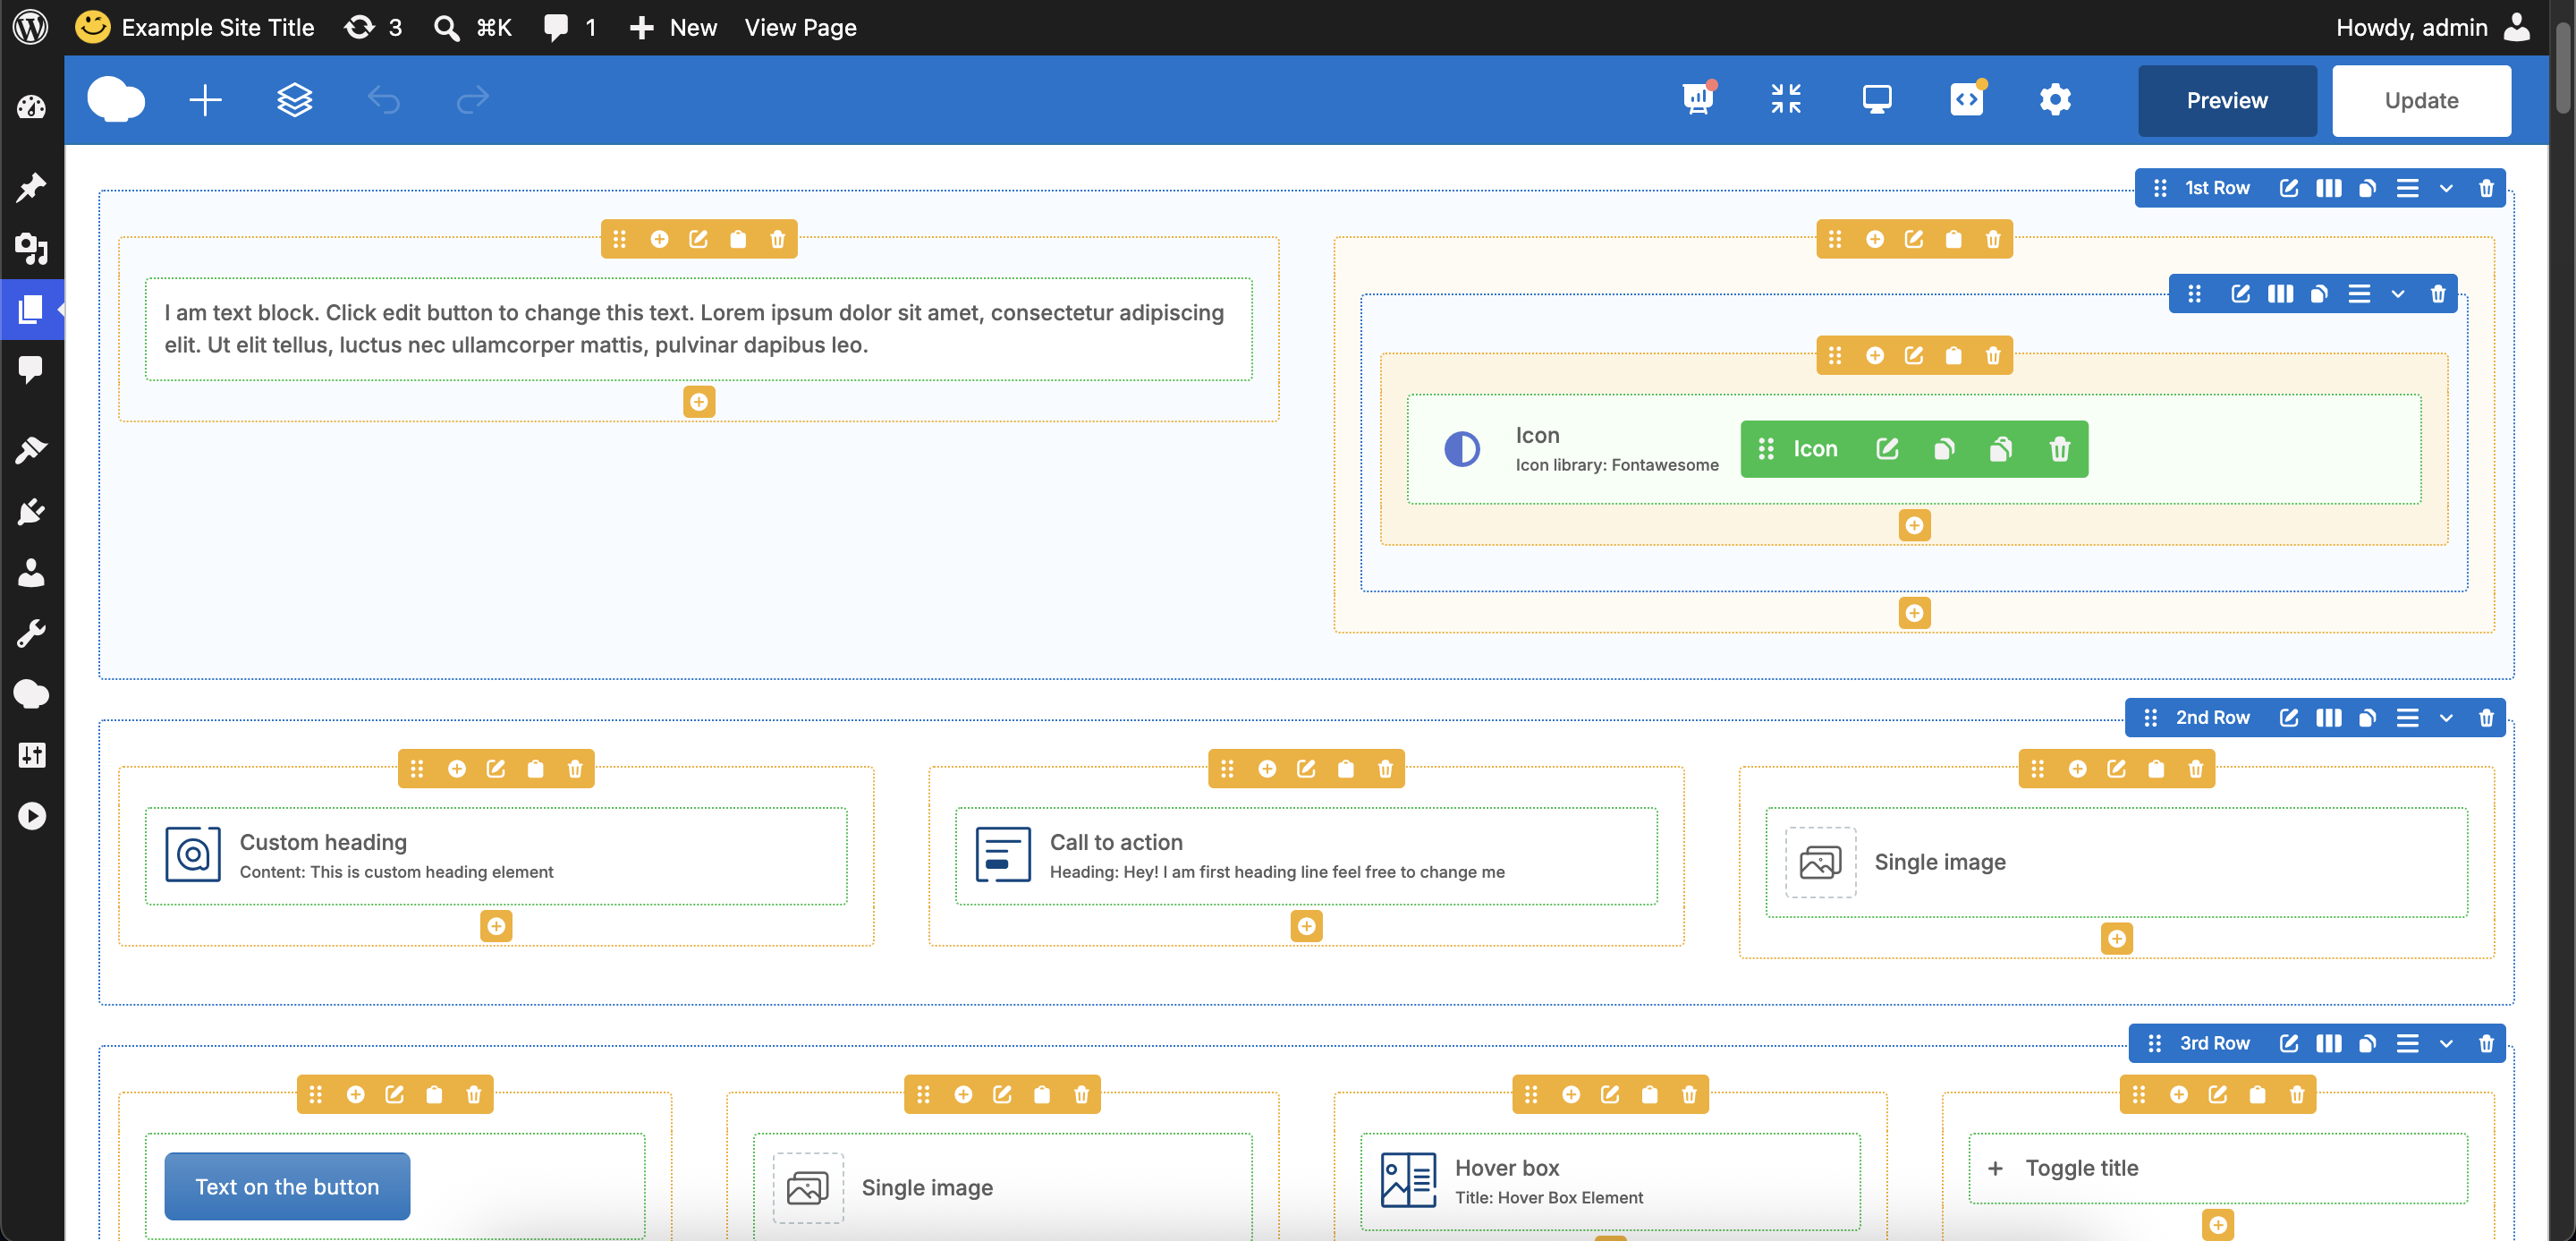 Example Site Title 3 ⌘K 1 New View Page Howdy, admin
Preview Update
1st Row
I am text block. Click edit button to change this text. Lorem ipsum dolor sit amet, consectetur adipiscing
elit. Ut elit tellus, luctus nec ullamcorper mattis, pulvinar dapibus leo.
Icon
Icon library: Fontawesome
Icon
2nd Row
Custom heading
Content: This is custom heading element
Call to action
Heading: Hey! I am first heading line feel free to change me
Single image
3rd Row
Text on the button
Single image
Hover box
Title: Hover Box Element
Toggle title